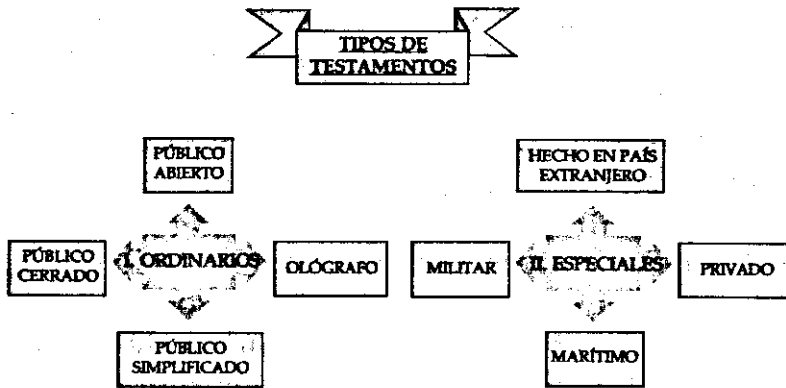 TIPOS DE
TESTAMENTOS
PÚBLICO
ABIERTO
PÚBLICO
CERRADO
I. ORDINARIOS
OLÓGRAFO
PÚBLICO
SIMPLIFICADO
HECHO EN PAÍS
EXTRANJERO
MILITAR
II. ESPECIALES
PRIVADO
MARÍTIMO